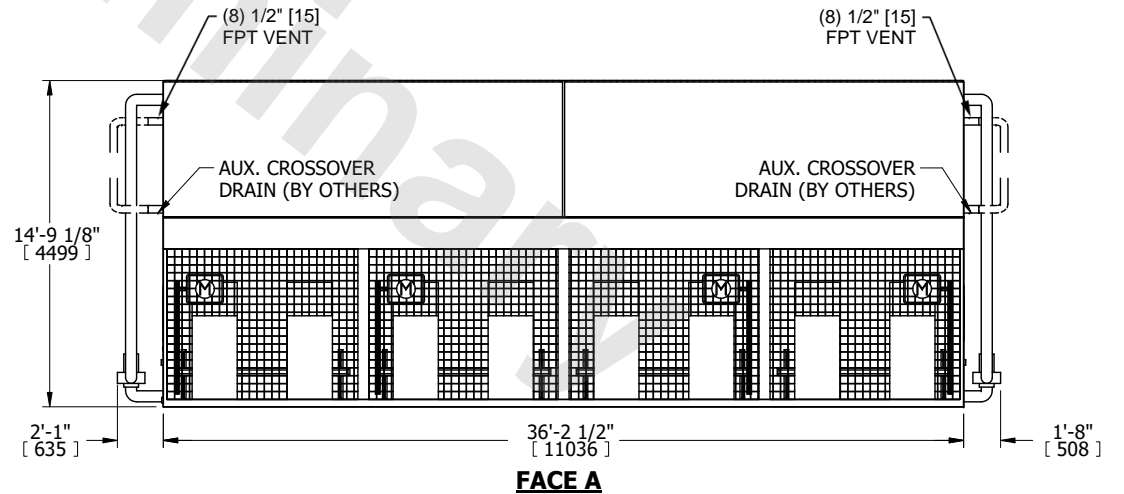 (8) 1/2" [15]
FPT VENT
(8) 1/2" [15]
FPT VENT
AUX. CROSSOVER
DRAIN (BY OTHERS)
AUX. CROSSOVER
DRAIN (BY OTHERS)
14'-9 1/8"
[ 4499 ]
M
M
M
M
2'-1"
[ 635 ]
36'-2 1/2"
[ 11036 ]
1'-8"
[ 508 ]
FACE A